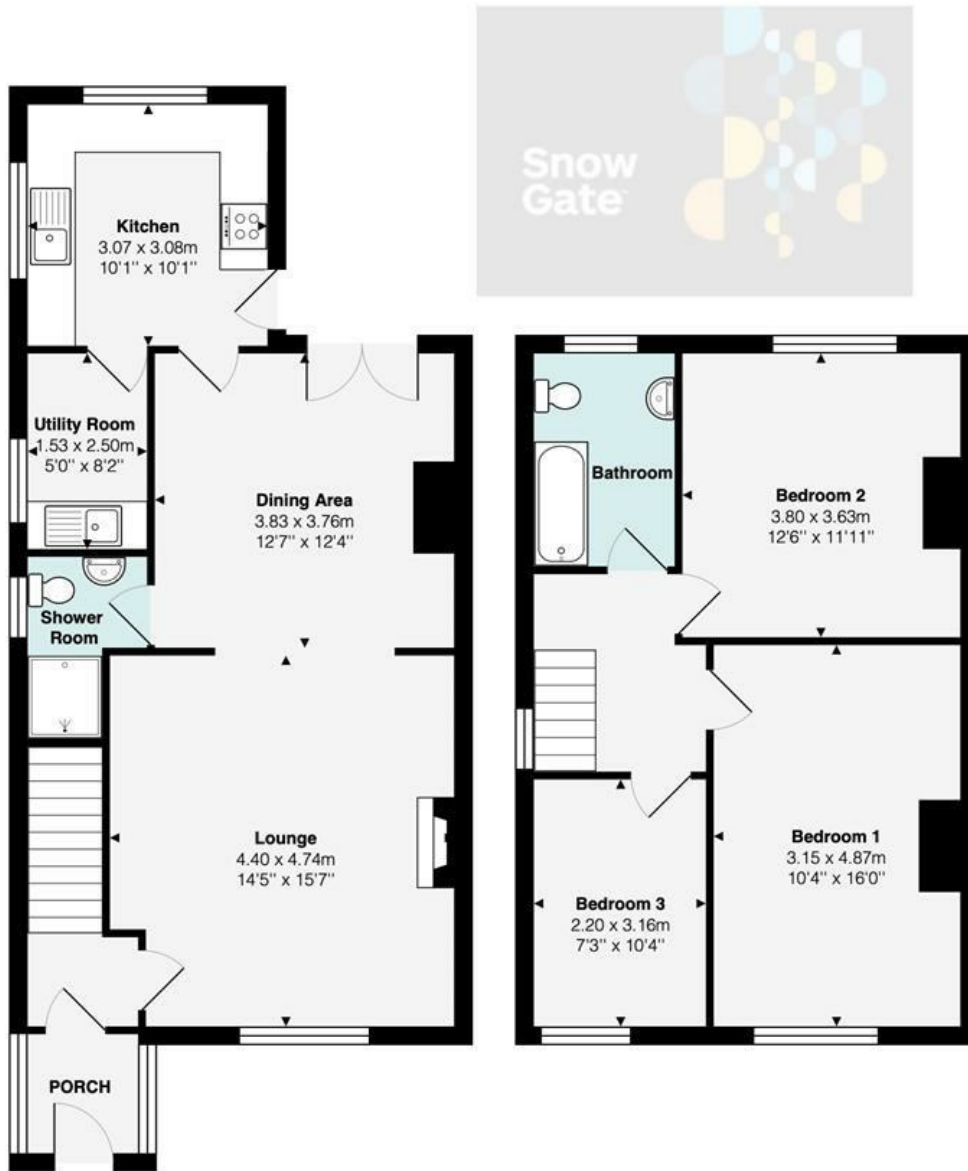 Snow
Gate™
Kitchen
3.07 x 3.08m
10'1'' x 10'1''
Utility Room
1.53 x 2.50m
5'0'' x 8'2''
Dining Area
3.83 x 3.76m
12'7'' x 12'4''
Shower
Room
Lounge
4.40 x 4.74m
14'5'' x 15'7''
PORCH
Bathroom
Bedroom 2
3.80 x 3.63m
12'6'' x 11'11''
Bedroom 1
3.15 x 4.87m
10'4'' x 16'0''
Bedroom 3
2.20 x 3.16m
7'3'' x 10'4''